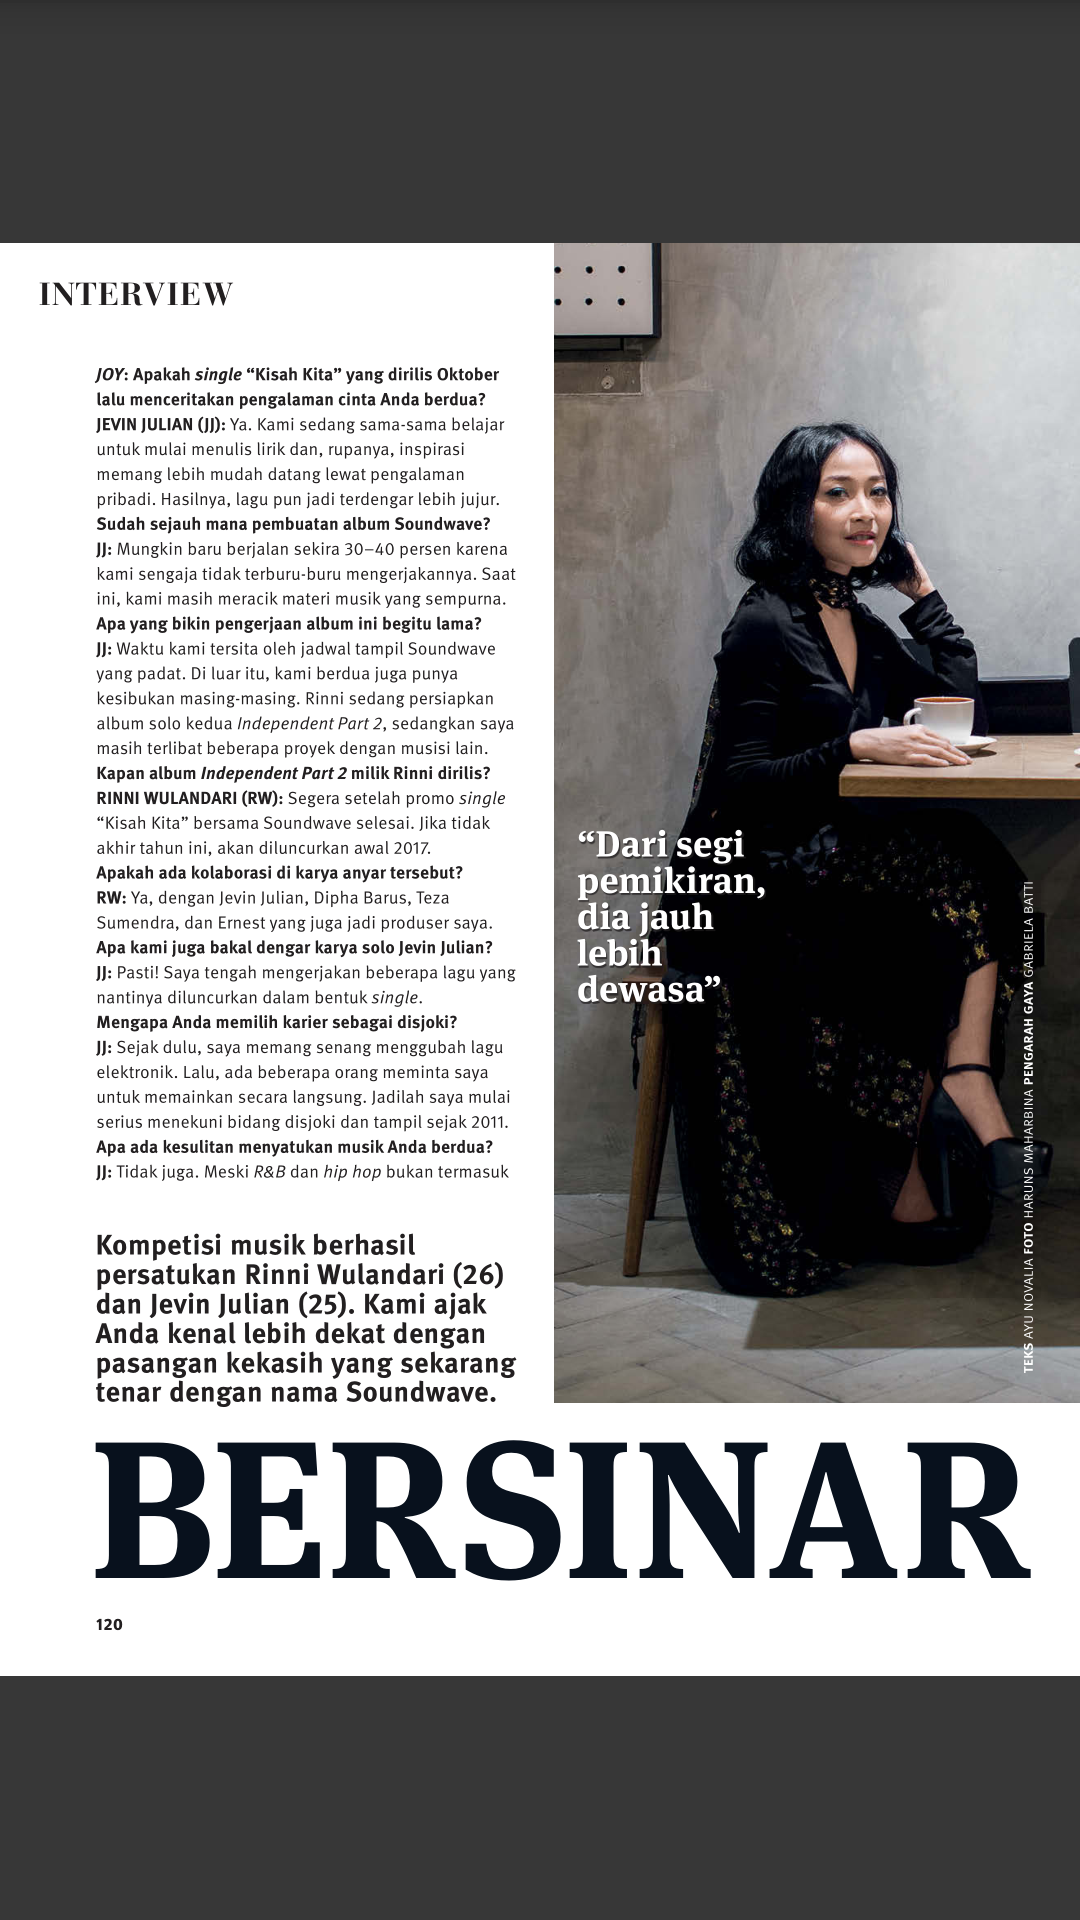 INTERVIEW
JOY: Apakah single “Kisah Kita” yang dirilis Oktober
lalu menceritakan pengalaman cinta Anda berdua?
JEVIN JULIAN (JJ): Ya. Kami sedang sama-sama belajar
untuk mulai menulis lirik dan, rupanya, inspirasi
memang lebih mudah datang lewat pengalaman
pribadi. Hasilnya, lagu pun jadi terdengar lebih jujur.
Sudah sejauh mana pembuatan album Soundwave?
JJ: Mungkin baru berjalan sekira 30–40 persen karena
kami sengaja tidak terburu-buru mengerjakannya. Saat
ini, kami masih meracik materi musik yang sempurna.
Apa yang bikin pengerjaan album ini begitu lama?
JJ: Waktu kami tersita oleh jadwal tampil Soundwave
yang padat. Di luar itu, kami berdua juga punya
kesibukan masing-masing. Rinni sedang persiapkan
album solo kedua Independent Part 2, sedangkan saya
masih terlibat beberapa proyek dengan musisi lain.
Kapan album Independent Part 2 milik Rinni dirilis?
RINNI WULANDARI (RW): Segera setelah promo single
“Kisah Kita” bersama Soundwave selesai. Jika tidak
akhir tahun ini, akan diluncurkan awal 2017.
Apakah ada kolaborasi di karya anyar tersebut?
RW: Ya, dengan Jevin Julian, Dipha Barus, Teza
Sumendra, dan Ernest yang juga jadi produser saya.
Apa kami juga bakal dengar karya solo Jevin Julian?
JJ: Pasti! Saya tengah mengerjakan beberapa lagu yang
nantinya diluncurkan dalam bentuk single.
Mengapa Anda memilih karier sebagai disjoki?
JJ: Sejak dulu, saya memang senang menggubah lagu
elektronik. Lalu, ada beberapa orang meminta saya
untuk memainkan secara langsung. Jadilah saya mulai
serius menekuni bidang disjoki dan tampil sejak 2011.
Apa ada kesulitan menyatukan musik Anda berdua?
JJ: Tidak juga. Meski R&B dan hip hop bukan termasuk
Kompetisi musik berhasil
persatukan Rinni Wulandari (26)
dan Jevin Julian (25). Kami ajak
Anda kenal lebih dekat dengan
pasangan kekasih yang sekarang
tenar dengan nama Soundwave.
“Dari segi
pemikiran,
dia jauh
lebih
dewasa”
TEKS AYU NOVALIA FOTO HARUNS MAHARBINA PENGARAH GAYA GABRIELA BATTI
BERSINAR
120